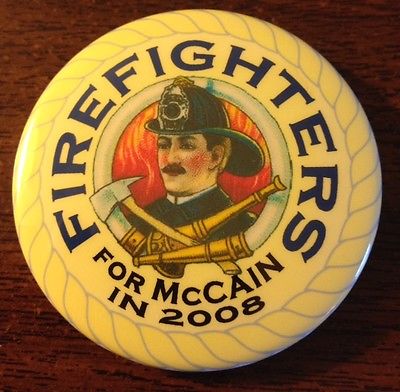 FIREFIGHTERS
FOR McCAIN
IN 2008